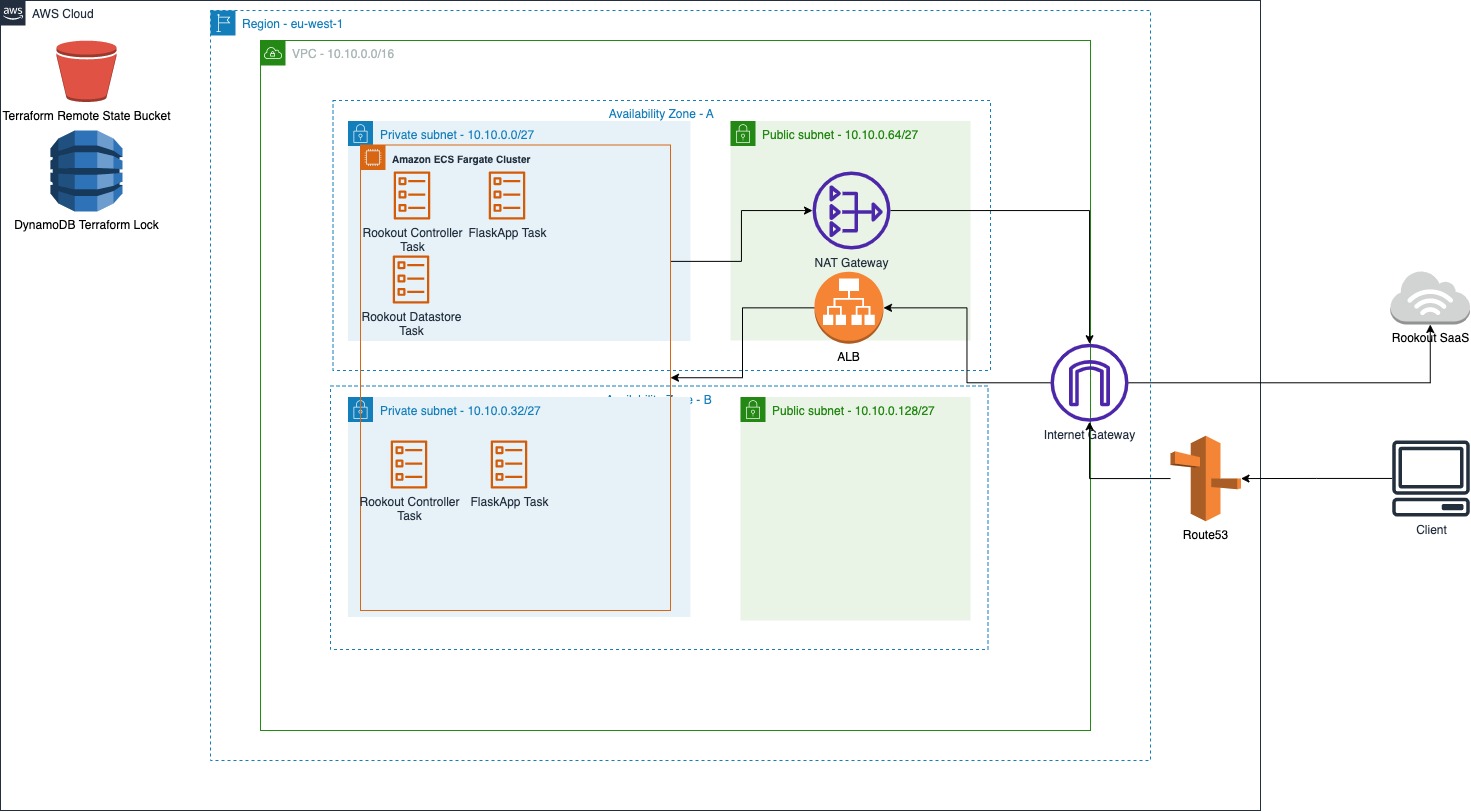 aws
AWS Cloud
Region - eu-west-1
VPC - 10.10.0.0/16
Terraform Remote State Bucket
DynamoDB Terraform Lock
Availability Zone - A
Private subnet - 10.10.0.0/27
Public subnet - 10.10.0.64/27
Amazon ECS Fargate Cluster
Rookout Controller
Task
FlaskApp Task
Rookout Datastore
Task
NAT Gateway
ALB
Rookout SaaS
Availability Zone - B
Private subnet - 10.10.0.32/27
Public subnet - 10.10.0.128/27
Internet Gateway
Rookout Controller
Task
FlaskApp Task
Route53
Client